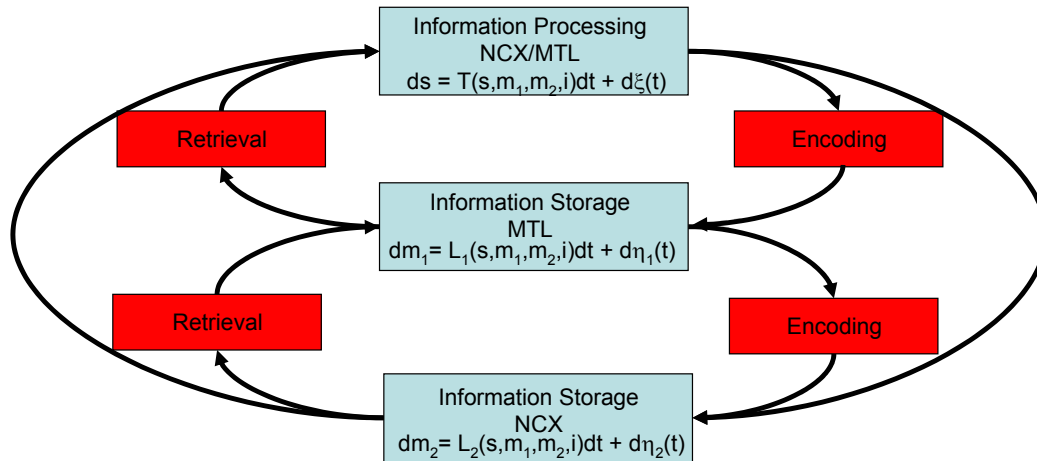 Information Processing
NCX/MTL
ds = T(s,m₁,m₂,i)dt + dξ(t)
Retrieval
Encoding
Information Storage
MTL
dm₁= L₁(s,m₁,m₂,i)dt + dη₁(t)
Retrieval
Encoding
Information Storage
NCX
dm₂= L₂(s,m₁,m₂,i)dt + dη₂(t)